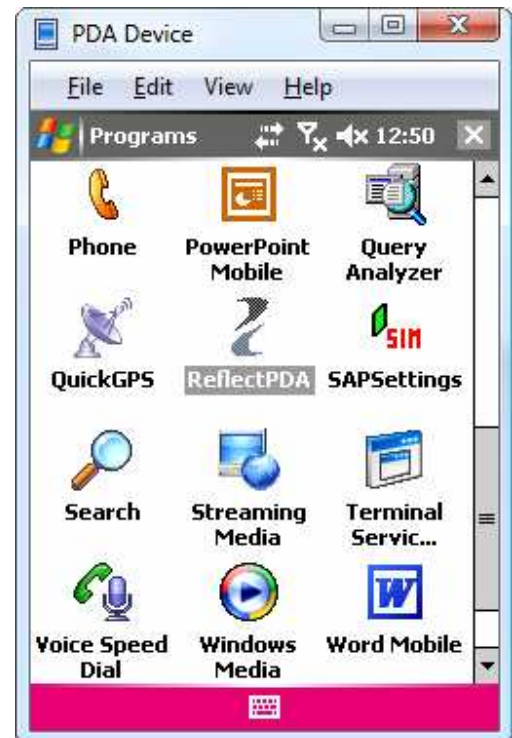 PDA Device
File Edit View Help
Programs 12:50
Phone PowerPoint Query
Mobile Analyzer
SIM
QuickGPS ReflectPDA SAPSettings
Search Streaming Terminal
Media Servic...
W
Voice Speed Windows Word Mobile
Dial Media